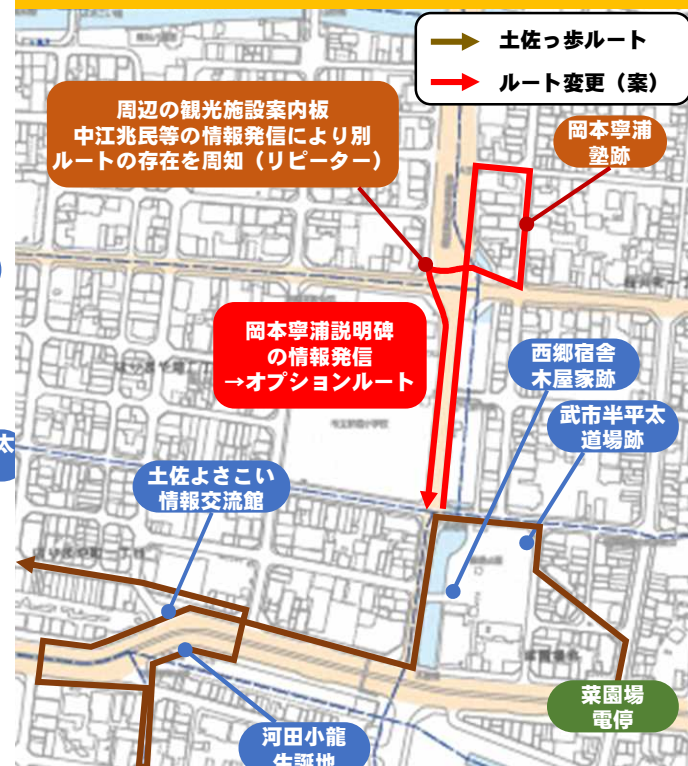 土佐っ歩ルート
ルート変更（案）
周辺の観光施設案内板
中江兆民等の情報発信により別
ルートの存在を周知（リピーター）
岡本寧浦
塾跡
岡本寧浦説明碑
の情報発信
→オプションルート
西郷宿舎
木屋家跡
武市半平太
道場跡
太
土佐よさこい
情報交流館
菜園場
電停
河田小龍
生誕地